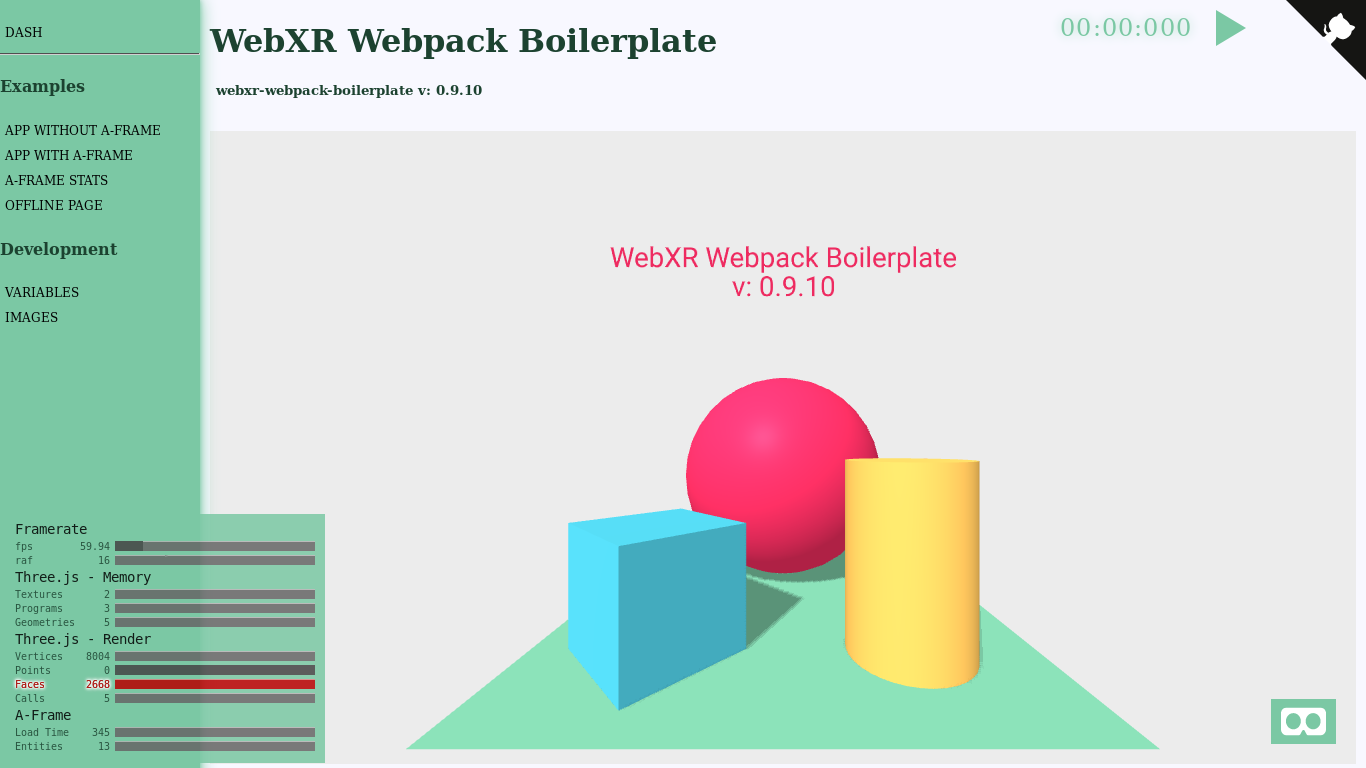 DASH
Examples
APP WITHOUT A-FRAME
APP WITH A-FRAME
A-FRAME STATS
OFFLINE PAGE
Development
VARIABLES
IMAGES
WebXR Webpack Boilerplate
00:00:000
webxr-webpack-boilerplate v: 0.9.10
WebXR Webpack Boilerplate
v: 0.9.10
Framerate
fps 59.94
raf 16
Three.js - Memory
Textures 2
Programs 3
Geometries 5
Three.js - Render
Vertices 8004
Points 0
Faces 2668
Calls 5
A-Frame
Load Time 345
Entities 13